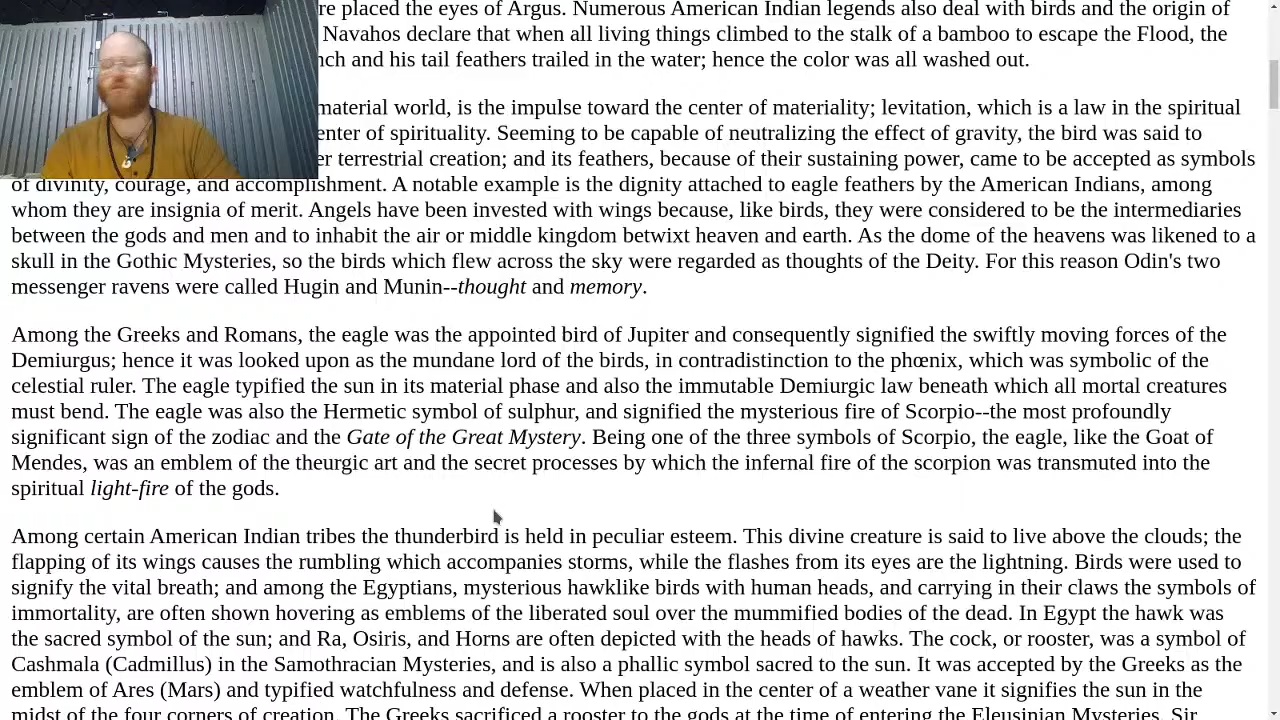 re placed the eyes of Argus. Numerous American Indian legends also deal with birds and the origin of
Navahos declare that when all living things climbed to the stalk of a bamboo to escape the Flood, the
nch and his tail feathers trailed in the water; hence the color was all washed out.
material world, is the impulse toward the center of materiality; levitation, which is a law in the spiritual
enter of spirituality. Seeming to be capable of neutralizing the effect of gravity, the bird was said to
er terrestrial creation; and its feathers, because of their sustaining power, came to be accepted as symbols
of divinity, courage, and accomplishment. A notable example is the dignity attached to eagle feathers by the American Indians, among
whom they are insignia of merit. Angels have been invested with wings because, like birds, they were considered to be the intermediaries
between the gods and men and to inhabit the air or middle kingdom betwixt heaven and earth. As the dome of the heavens was likened to a
skull in the Gothic Mysteries, so the birds which flew across the sky were regarded as thoughts of the Deity. For this reason Odin's two
messenger ravens were called Hugin and Munin--thought and memory.
Among the Greeks and Romans, the eagle was the appointed bird of Jupiter and consequently signified the swiftly moving forces of the
Demiurgus; hence it was looked upon as the mundane lord of the birds, in contradistinction to the phœnix, which was symbolic of the
celestial ruler. The eagle typified the sun in its material phase and also the immutable Demiurgic law beneath which all mortal creatures
must bend. The eagle was also the Hermetic symbol of sulphur, and signified the mysterious fire of Scorpio--the most profoundly
significant sign of the zodiac and the Gate of the Great Mystery. Being one of the three symbols of Scorpio, the eagle, like the Goat of
Mendes, was an emblem of the theurgic art and the secret processes by which the infernal fire of the scorpion was transmuted into the
spiritual light-fire of the gods.
Among certain American Indian tribes the thunderbird is held in peculiar esteem. This divine creature is said to live above the clouds; the
flapping of its wings causes the rumbling which accompanies storms, while the flashes from its eyes are the lightning. Birds were used to
signify the vital breath; and among the Egyptians, mysterious hawklike birds with human heads, and carrying in their claws the symbols of
immortality, are often shown hovering as emblems of the liberated soul over the mummified bodies of the dead. In Egypt the hawk was
the sacred symbol of the sun; and Ra, Osiris, and Horns are often depicted with the heads of hawks. The cock, or rooster, was a symbol of
Cashmala (Cadmillus) in the Samothracian Mysteries, and is also a phallic symbol sacred to the sun. It was accepted by the Greeks as the
emblem of Ares (Mars) and typified watchfulness and defense. When placed in the center of a weather vane it signifies the sun in the
midst of the four corners of creation. The Greeks sacrificed a rooster to the gods at the time of entering the Eleusinian Mysteries. Sir